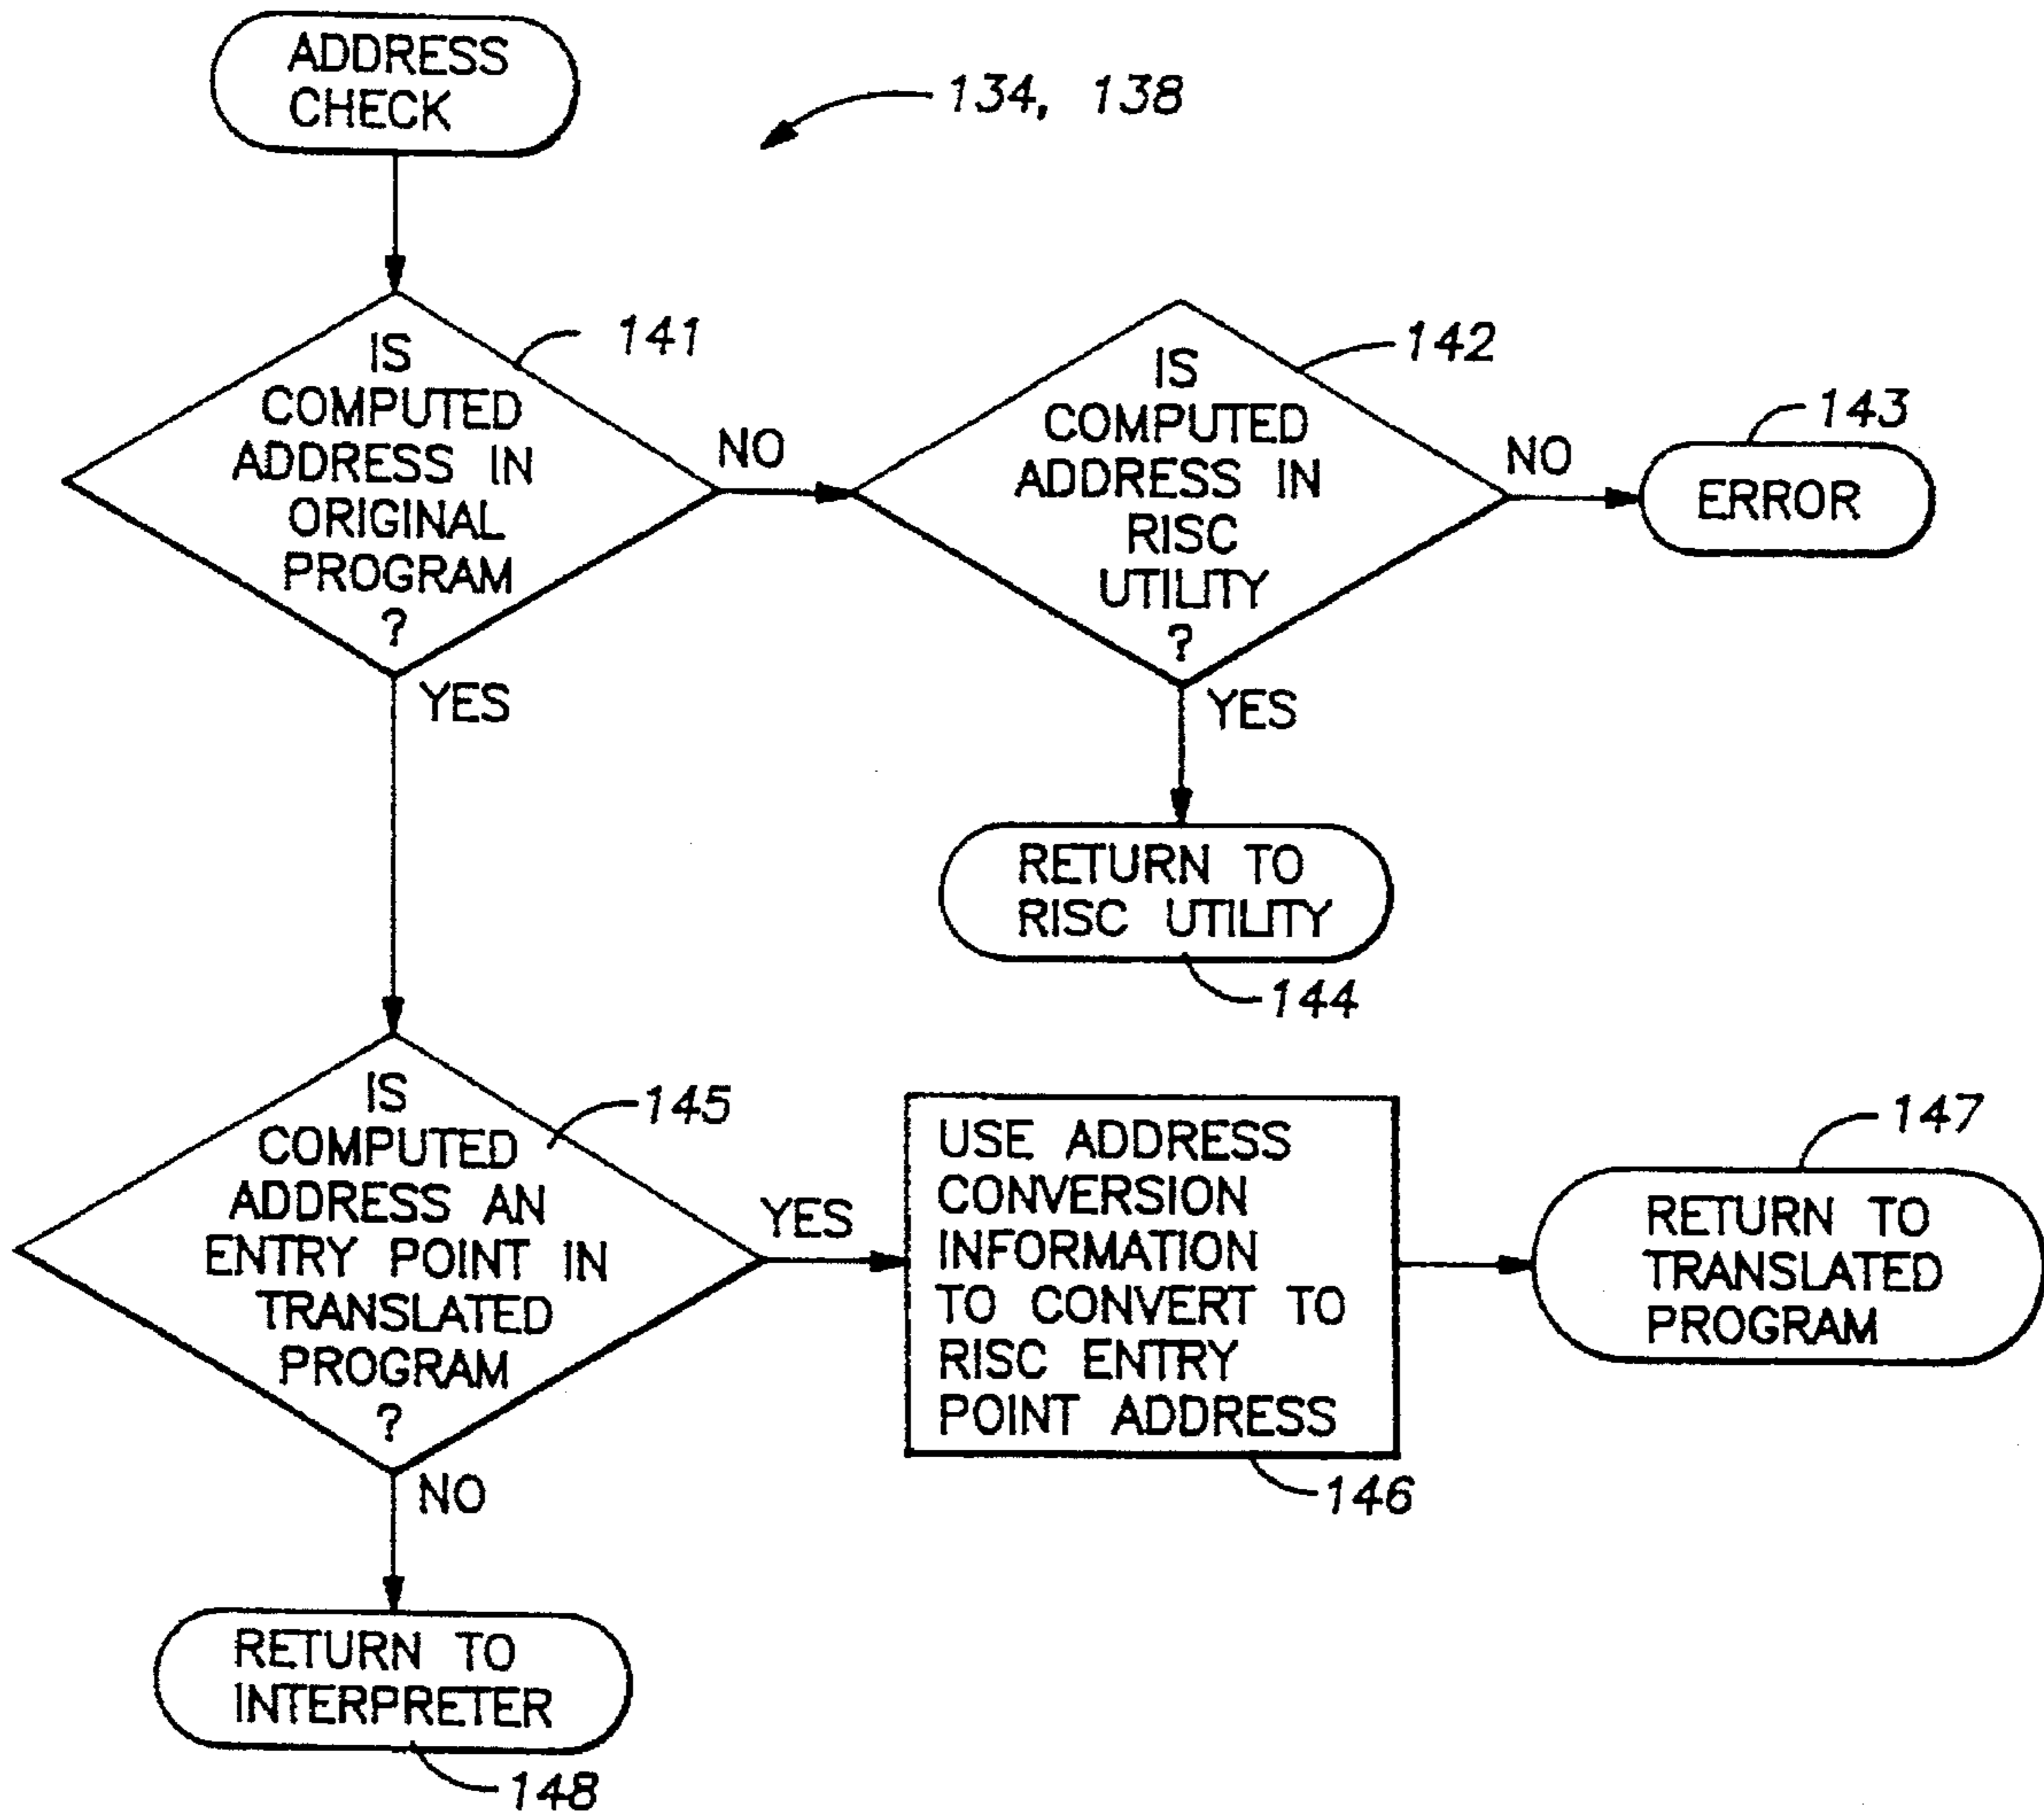 ADDRESS
CHECK
134, 138
IS
COMPUTED
ADDRESS IN
ORIGINAL
PROGRAM
?
141
NO
YES
IS
COMPUTED
ADDRESS IN
RISC
UTILITY
?
142
NO
YES
ERROR
143
RETURN TO
RISC UTILITY
144
IS
COMPUTED
ADDRESS AN
ENTRY POINT IN
TRANSLATED
PROGRAM
?
145
YES
NO
USE ADDRESS
CONVERSION
INFORMATION
TO CONVERT TO
RISC ENTRY
POINT ADDRESS
146
147
RETURN TO
TRANSLATED
PROGRAM
RETURN TO
INTERPRETER
148